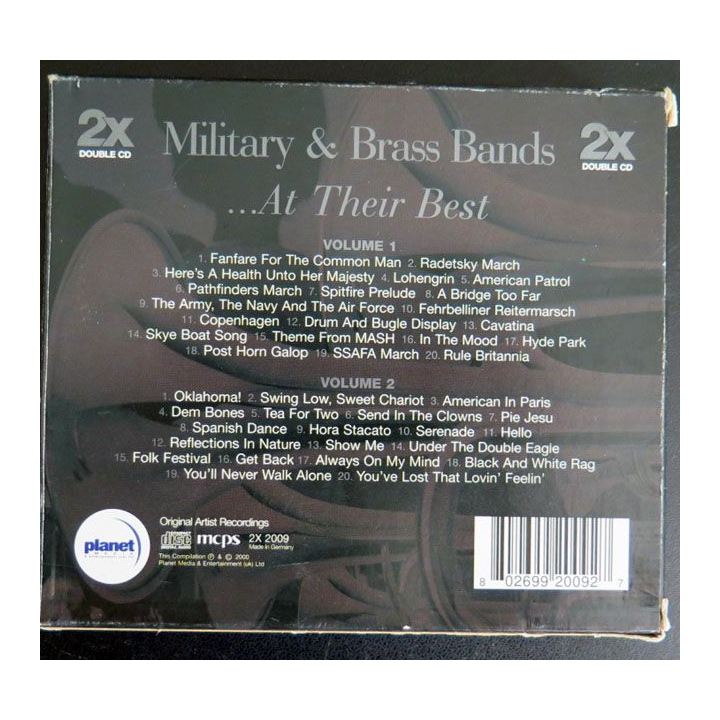 2x Military & Brass Bands 2x
DOUBLE CD DOUBLE CD
...At Their Best
VOLUME 1
1. Fanfare For The Common Man 2. Radetsky March
3. Here's A Health Unto Her Majesty 4. Lohengrin 5. American Patrol
6. Pathfinders March 7. Spitfire Prelude 8. A Bridge Too Far
9. The Army, The Navy And The Air Force 10. Fehrbelliner Reitermarsch
11. Copenhagen 12. Drum And Bugle Display 13. Cavatina
14. Skye Boat Song 15. Theme From MASH 16. In The Mood 17. Hyde Park
18. Post Horn Galop 19. SSAFA March 20. Rule Britannia
VOLUME 2
1. Oklahoma! 2. Swing Low, Sweet Chariot 3. American In Paris
4. Dem Bones 5. Tea For Two 6. Send In The Clowns 7. Pie Jesu
8. Spanish Dance 9. Hora Stacato 10. Serenade 11. Hello
12. Reflections In Nature 13. Show Me 14. Under The Double Eagle
15. Folk Festival 16. Get Back 17. Always On My Mind 18. Black And White Rag
19. You'll Never Walk Alone 20. You've Lost That Lovin' Feelin'
planet
MEDIA
Original Artist Recordings
COMPACT disc DIGITAL AUDIO mcps 2X 2009
Made in Germany
This Compilation ℗ & © 2000
Planet Media & Entertainment (uk) Ltd
8 02699 20092 7